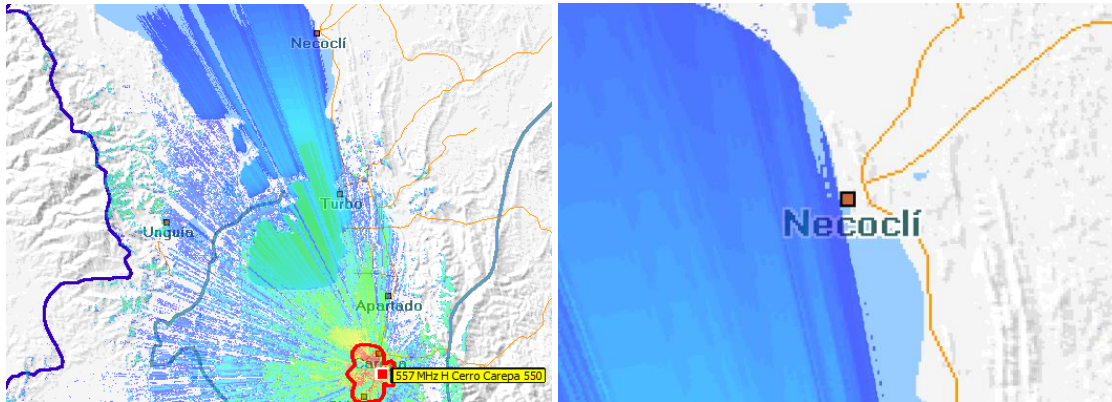 Necoclí
Turbo
Unguía
Apartado
557 MHz H Cerro Carepa 550
Necoclí